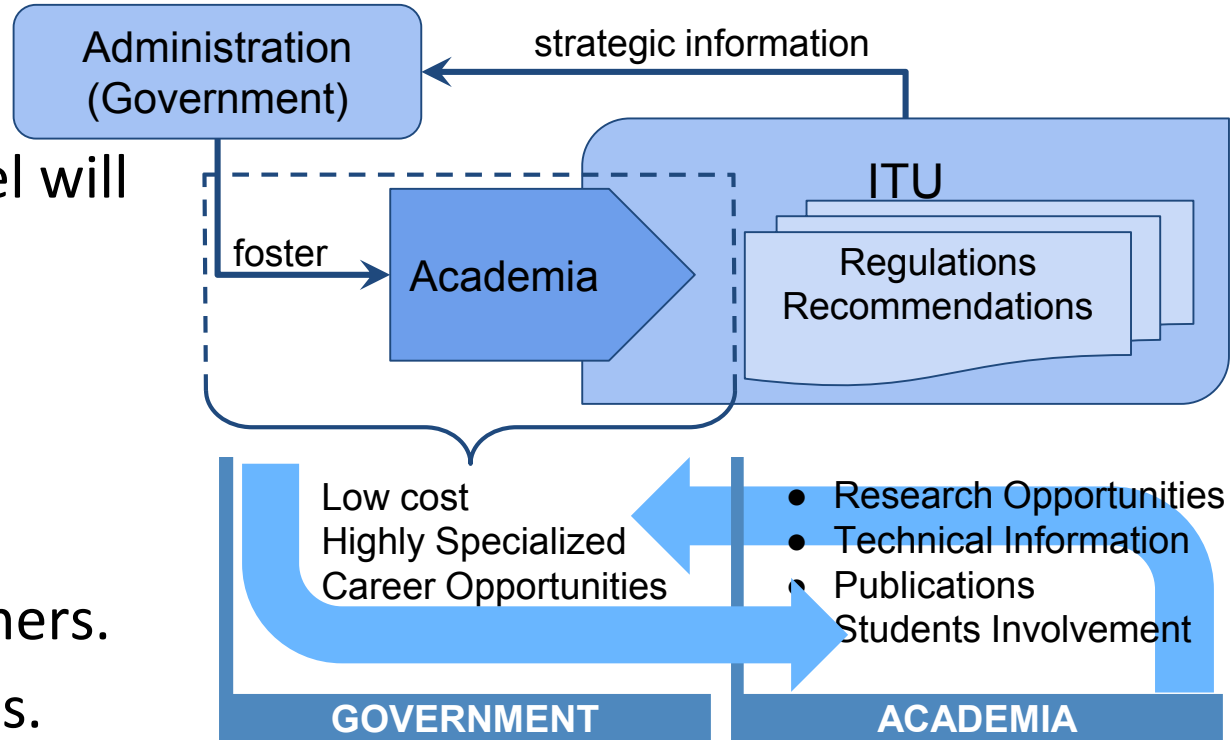 Administration
(Government)
strategic information
el will
ITU
foster
Academia
Regulations
Recommendations
Low cost
Highly Specialized
Career Opportunities
● Research Opportunities
● Technical Information
● Publications
Students Involvement
ners.
s.
GOVERNMENT
ACADEMIA